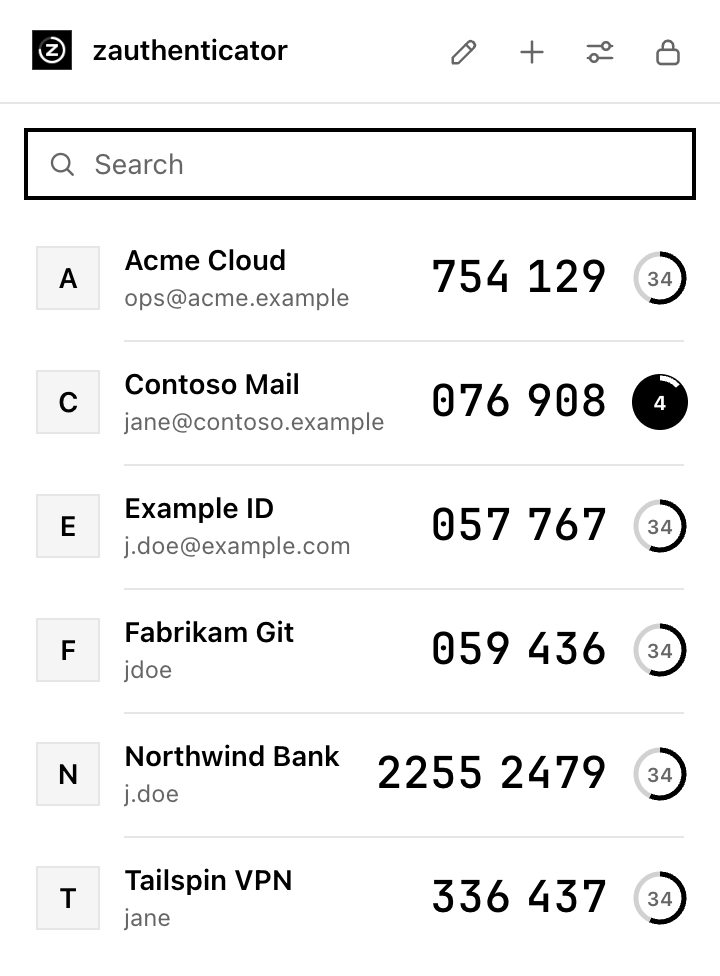 zauthenticator
Search
A Acme Cloud 754 129 34
ops@acme.example
C Contoso Mail 076 908 4
jane@contoso.example
E Example ID 057 767 34
j.doe@example.com
F Fabrikam Git 059 436 34
jdoe
N Northwind Bank 2255 2479 34
j.doe
T Tailspin VPN 336 437 34
jane